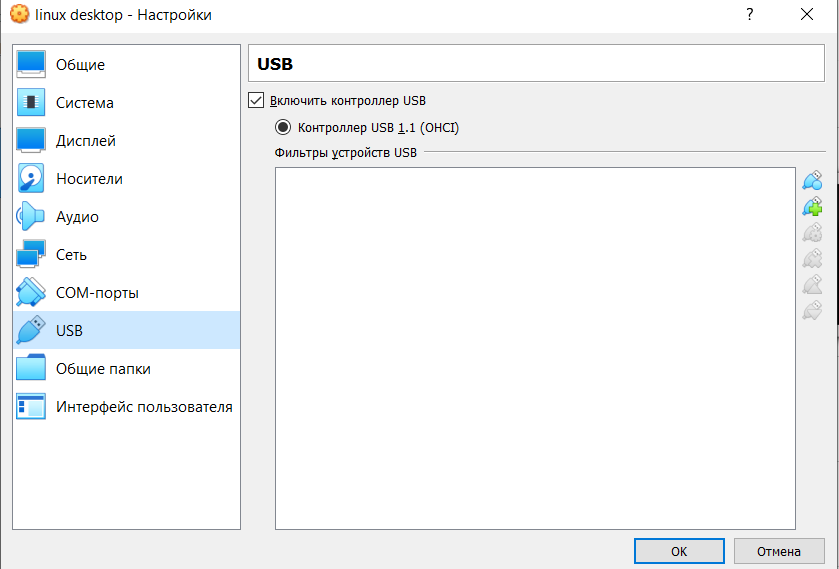 linux desktop - Настройки
?
Общие
Система
Дисплей
Носители
Аудио
Сеть
COM-порты
USB
Общие папки
Интерфейс пользователя
USB
Включить контроллер USB
Контроллер USB 1.1 (OHCI)
Фильтры устройств USB
OK
Отмена